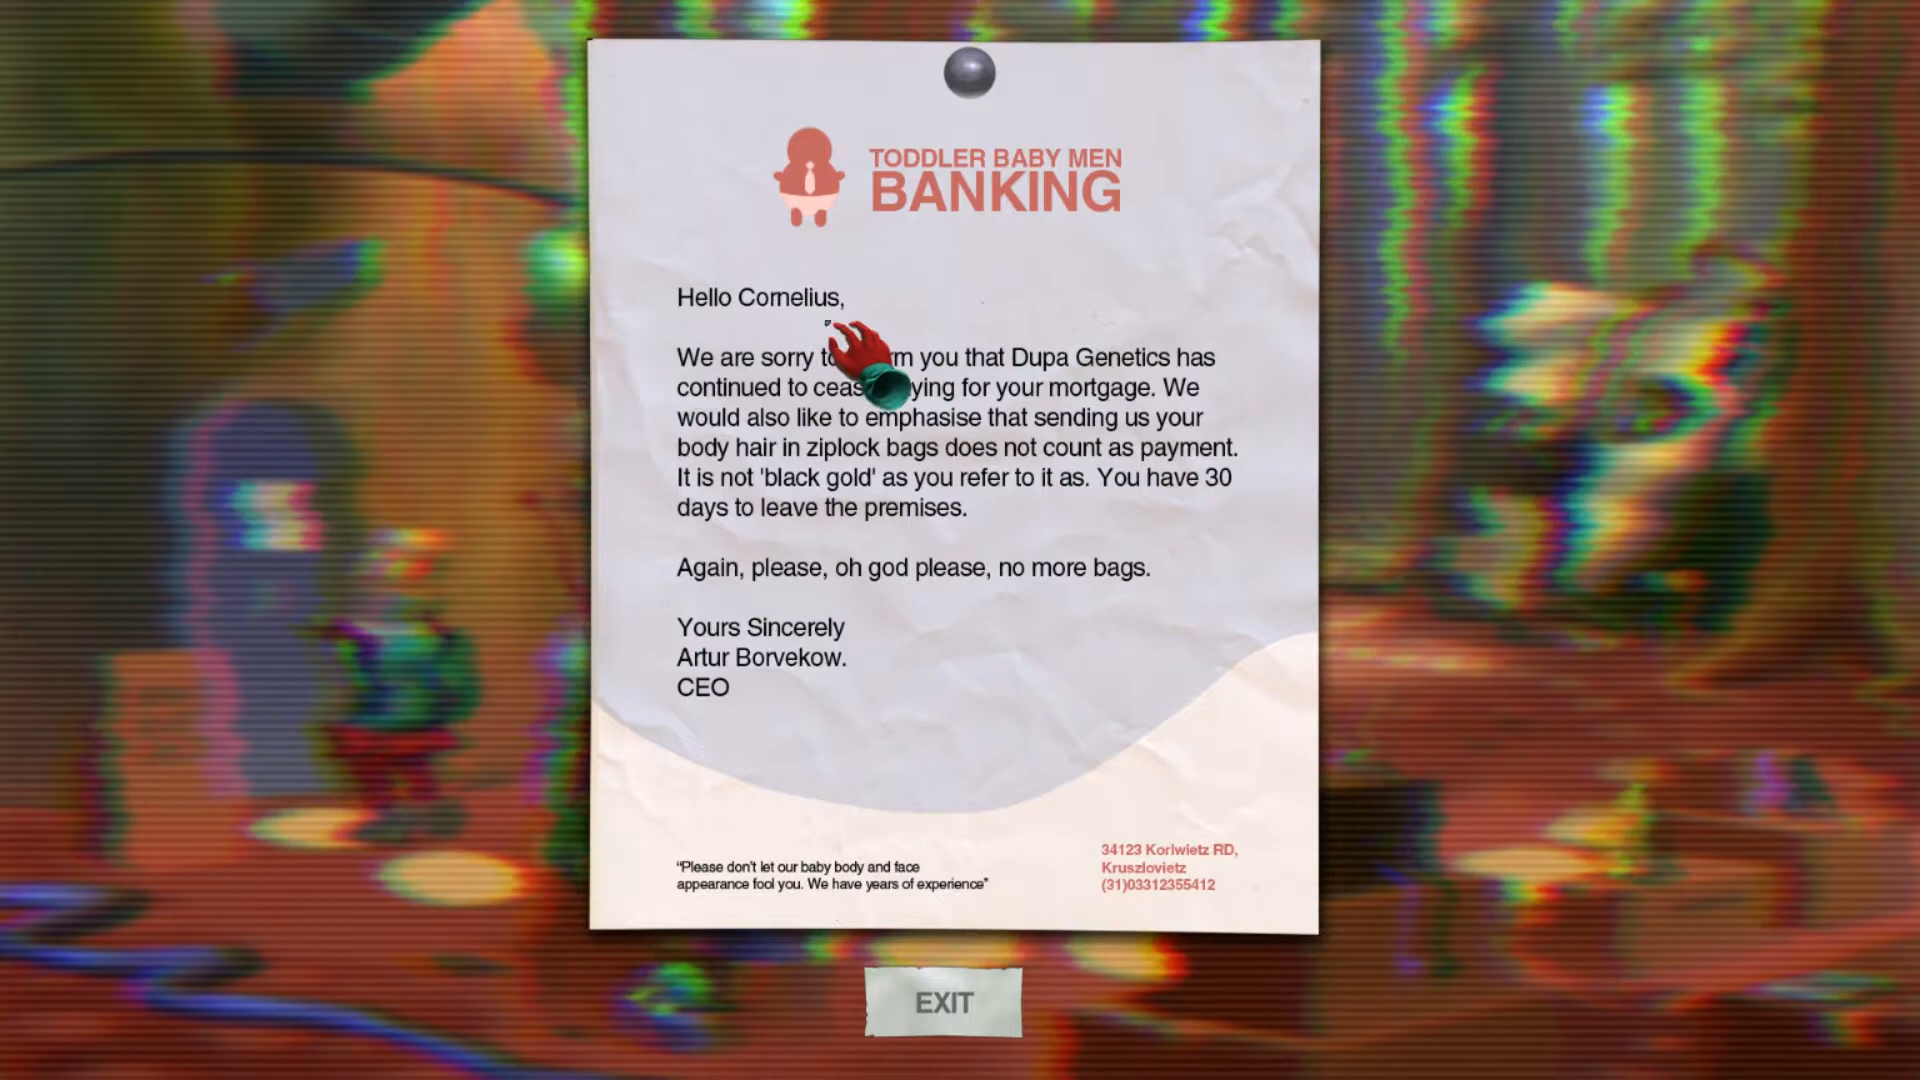 TODDLER BABY MEN
BANKING
Hello Cornelius,
We are sorry to you that Dupa Genetics has
continued to for your mortgage. We
would also like to emphasise that sending us your
body hair in ziplock bags does not count as payment.
It is not 'black gold' as you refer to it as. You have 30
days to leave the premises.
Again, please, oh god please, no more bags.
Yours Sincerely
Artur Borvekow.
CEO
“Please don't let our baby body and face
appearance fool you. We have years of experience”
34123 Korlwietz RD,
Kruszlovietz
(31)03312355412
EXIT